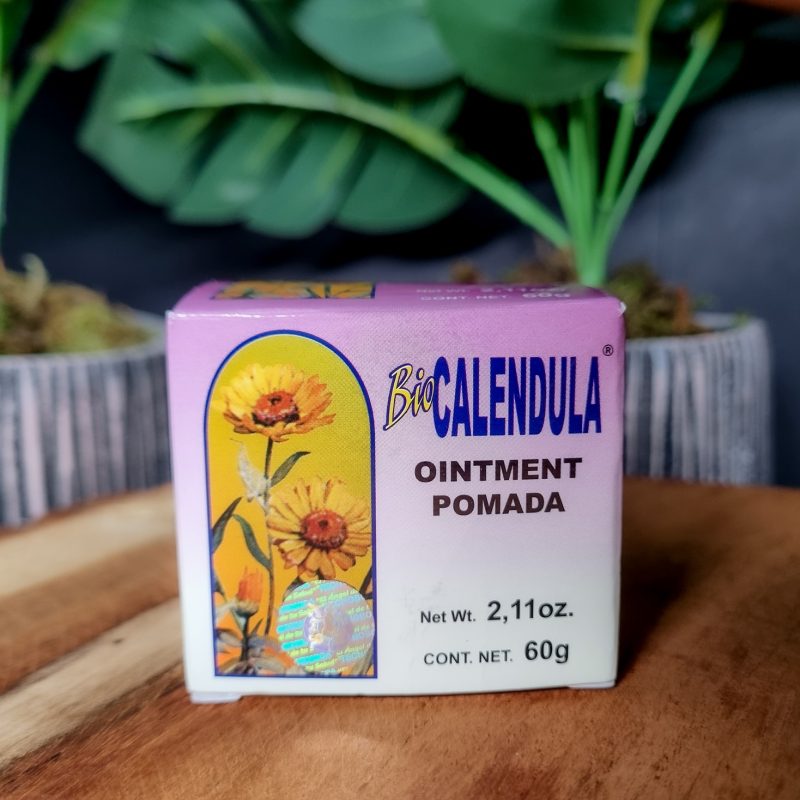 CONT. NET. 60g
BioCALENDULA®
OINTMENT
POMADA
Net Wt. 2,11oz.
CONT. NET. 60g